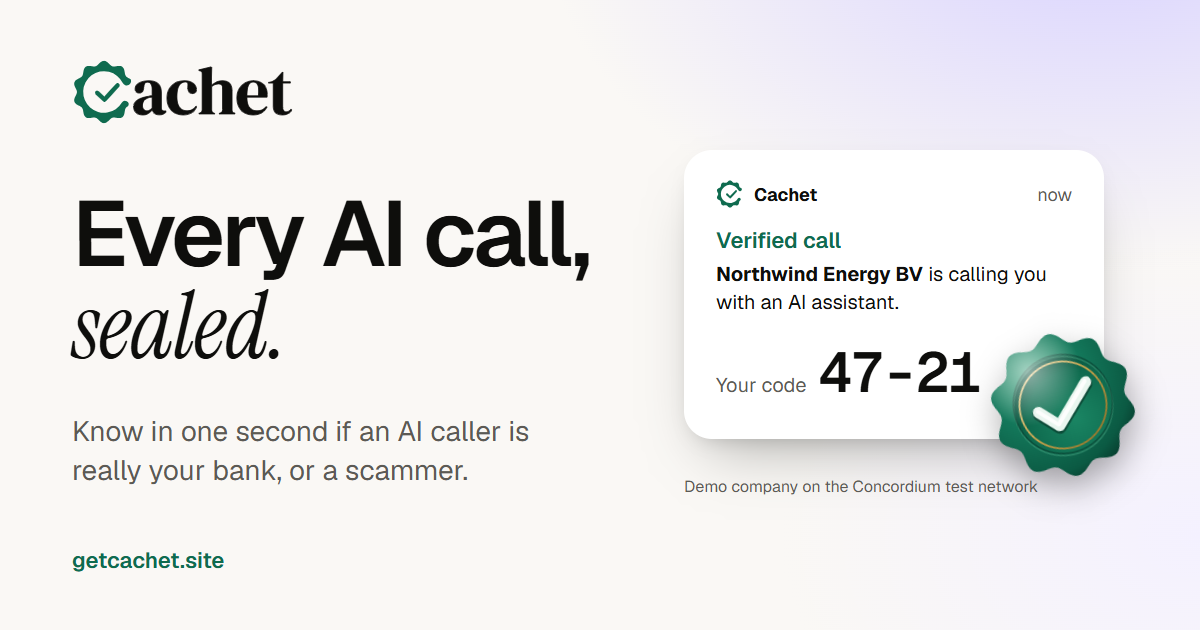 Cachet
Every AI call,
sealed.
Know in one second if an AI caller is
really your bank, or a scammer.
getcachet.site
Cachet
now
Verified call
Northwind Energy BV is calling you
with an AI assistant.
Your code 47-21
Demo company on the Concordium test network